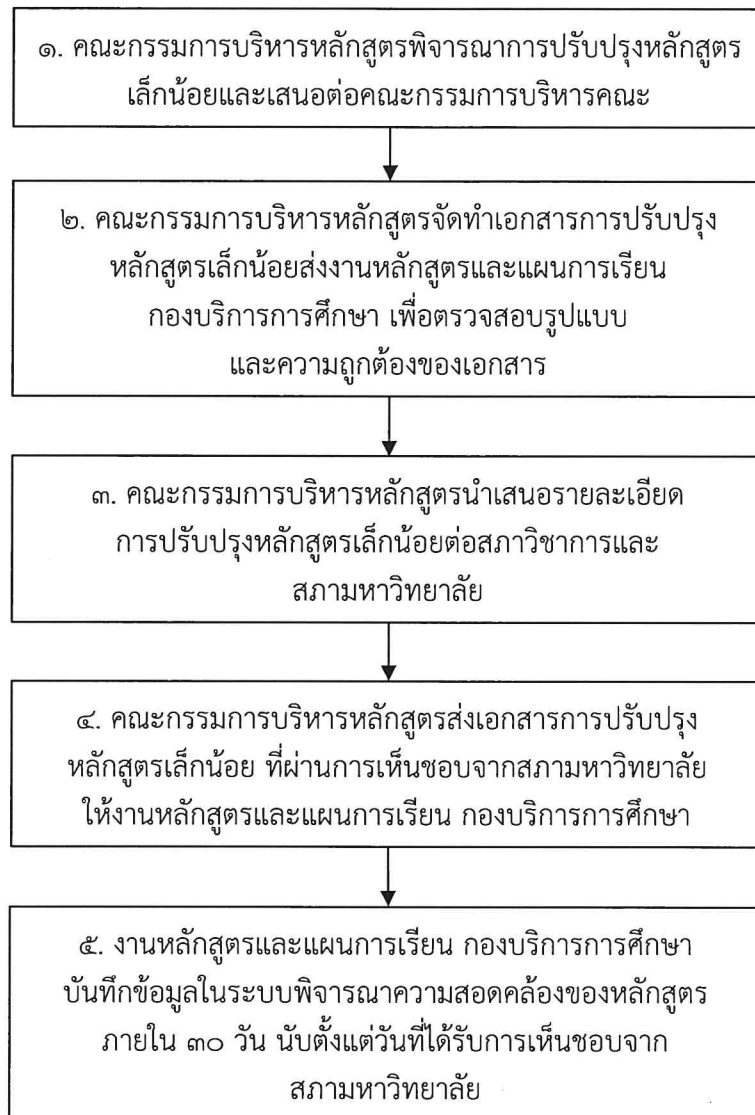 ๑. คณะกรรมการบริหารหลักสูตรพิจารณาการปรับปรุงหลักสูตร
เล็กน้อยและเสนอต่อคณะกรรมการบริหารคณะ
๒. คณะกรรมการบริหารหลักสูตรจัดทำเอกสารการปรับปรุง
หลักสูตรเล็กน้อยส่งงานหลักสูตรและแผนการเรียน
กองบริการการศึกษา เพื่อตรวจสอบรูปแบบ
และความถูกต้องของเอกสาร
๓. คณะกรรมการบริหารหลักสูตรนำเสนอรายละเอียด
การปรับปรุงหลักสูตรเล็กน้อยต่อสภาวิชาการและ
สภามหาวิทยาลัย
๔. คณะกรรมการบริหารหลักสูตรส่งเอกสารการปรับปรุง
หลักสูตรเล็กน้อย ที่ผ่านการเห็นชอบจากสภามหาวิทยาลัย
ให้งานหลักสูตรและแผนการเรียน กองบริการการศึกษา
๕. งานหลักสูตรและแผนการเรียน กองบริการการศึกษา
บันทึกข้อมูลในระบบพิจารณาความสอดคล้องของหลักสูตร
ภายใน ๓๐ วัน นับตั้งแต่วันที่ได้รับการเห็นชอบจาก
สภามหาวิทยาลัย